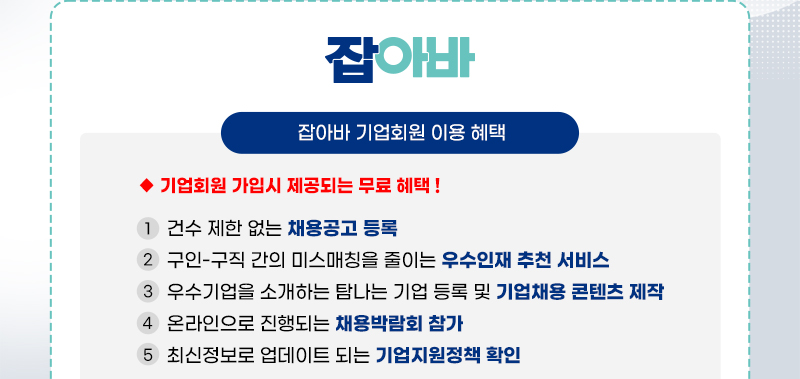 잡아바
잡아바 기업회원 이용 혜택
◆ 기업회원 가입시 제공되는 무료 혜택 !
1 건수 제한 없는 채용공고 등록
2 구인-구직 간의 미스매칭을 줄이는 우수인재 추천 서비스
3 우수기업을 소개하는 탐나는 기업 등록 및 기업채용 콘텐츠 제작
4 온라인으로 진행되는 채용박람회 참가
5 최신정보로 업데이트 되는 기업지원정책 확인